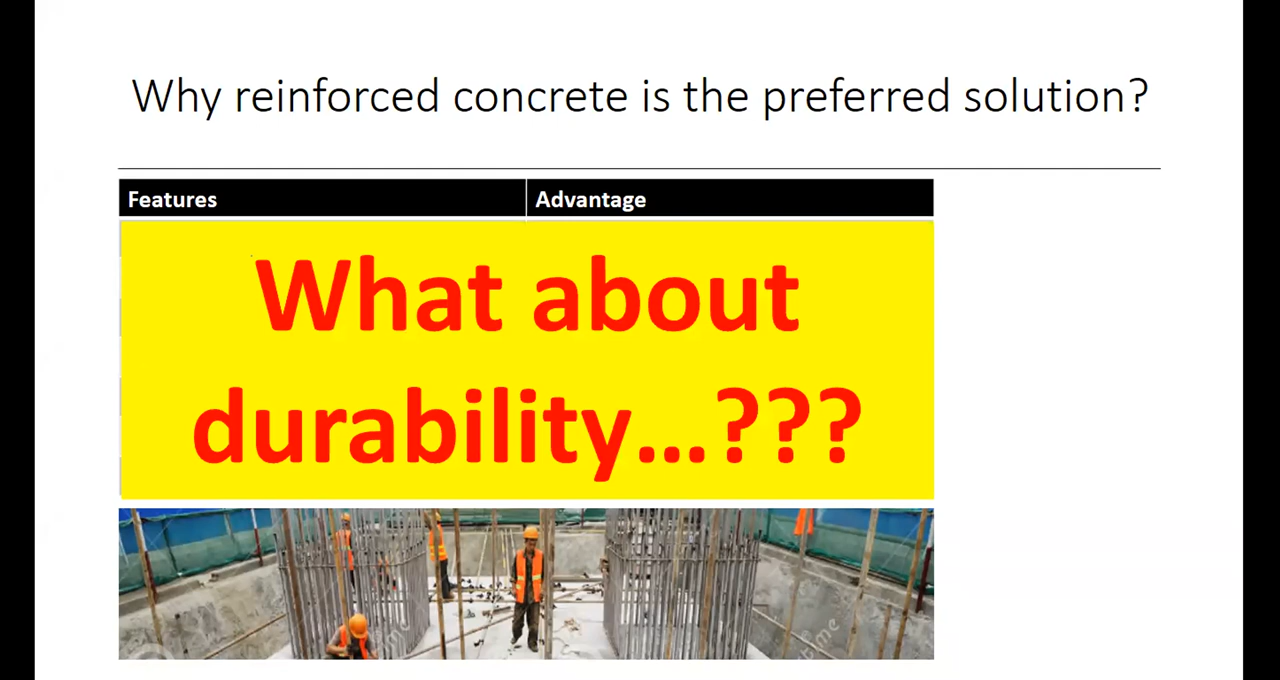 Why reinforced concrete is the preferred solution?
Features
Advantage
What about
durability...???